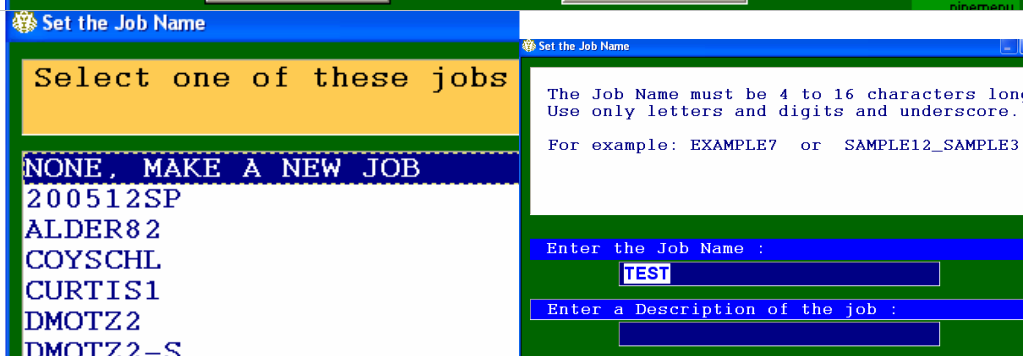 pipemenu
Set the Job Name
Select one of these jobs
NONE, MAKE A NEW JOB
200512SP
ALDER82
COYSCHL
CURTIS1
DMOTZ2
DMOTZ2-S
Set the Job Name
The Job Name must be 4 to 16 characters long
Use only letters and digits and underscore.
For example: EXAMPLE7 or SAMPLE12_SAMPLE3
Enter the Job Name :
TEST
Enter a Description of the job :